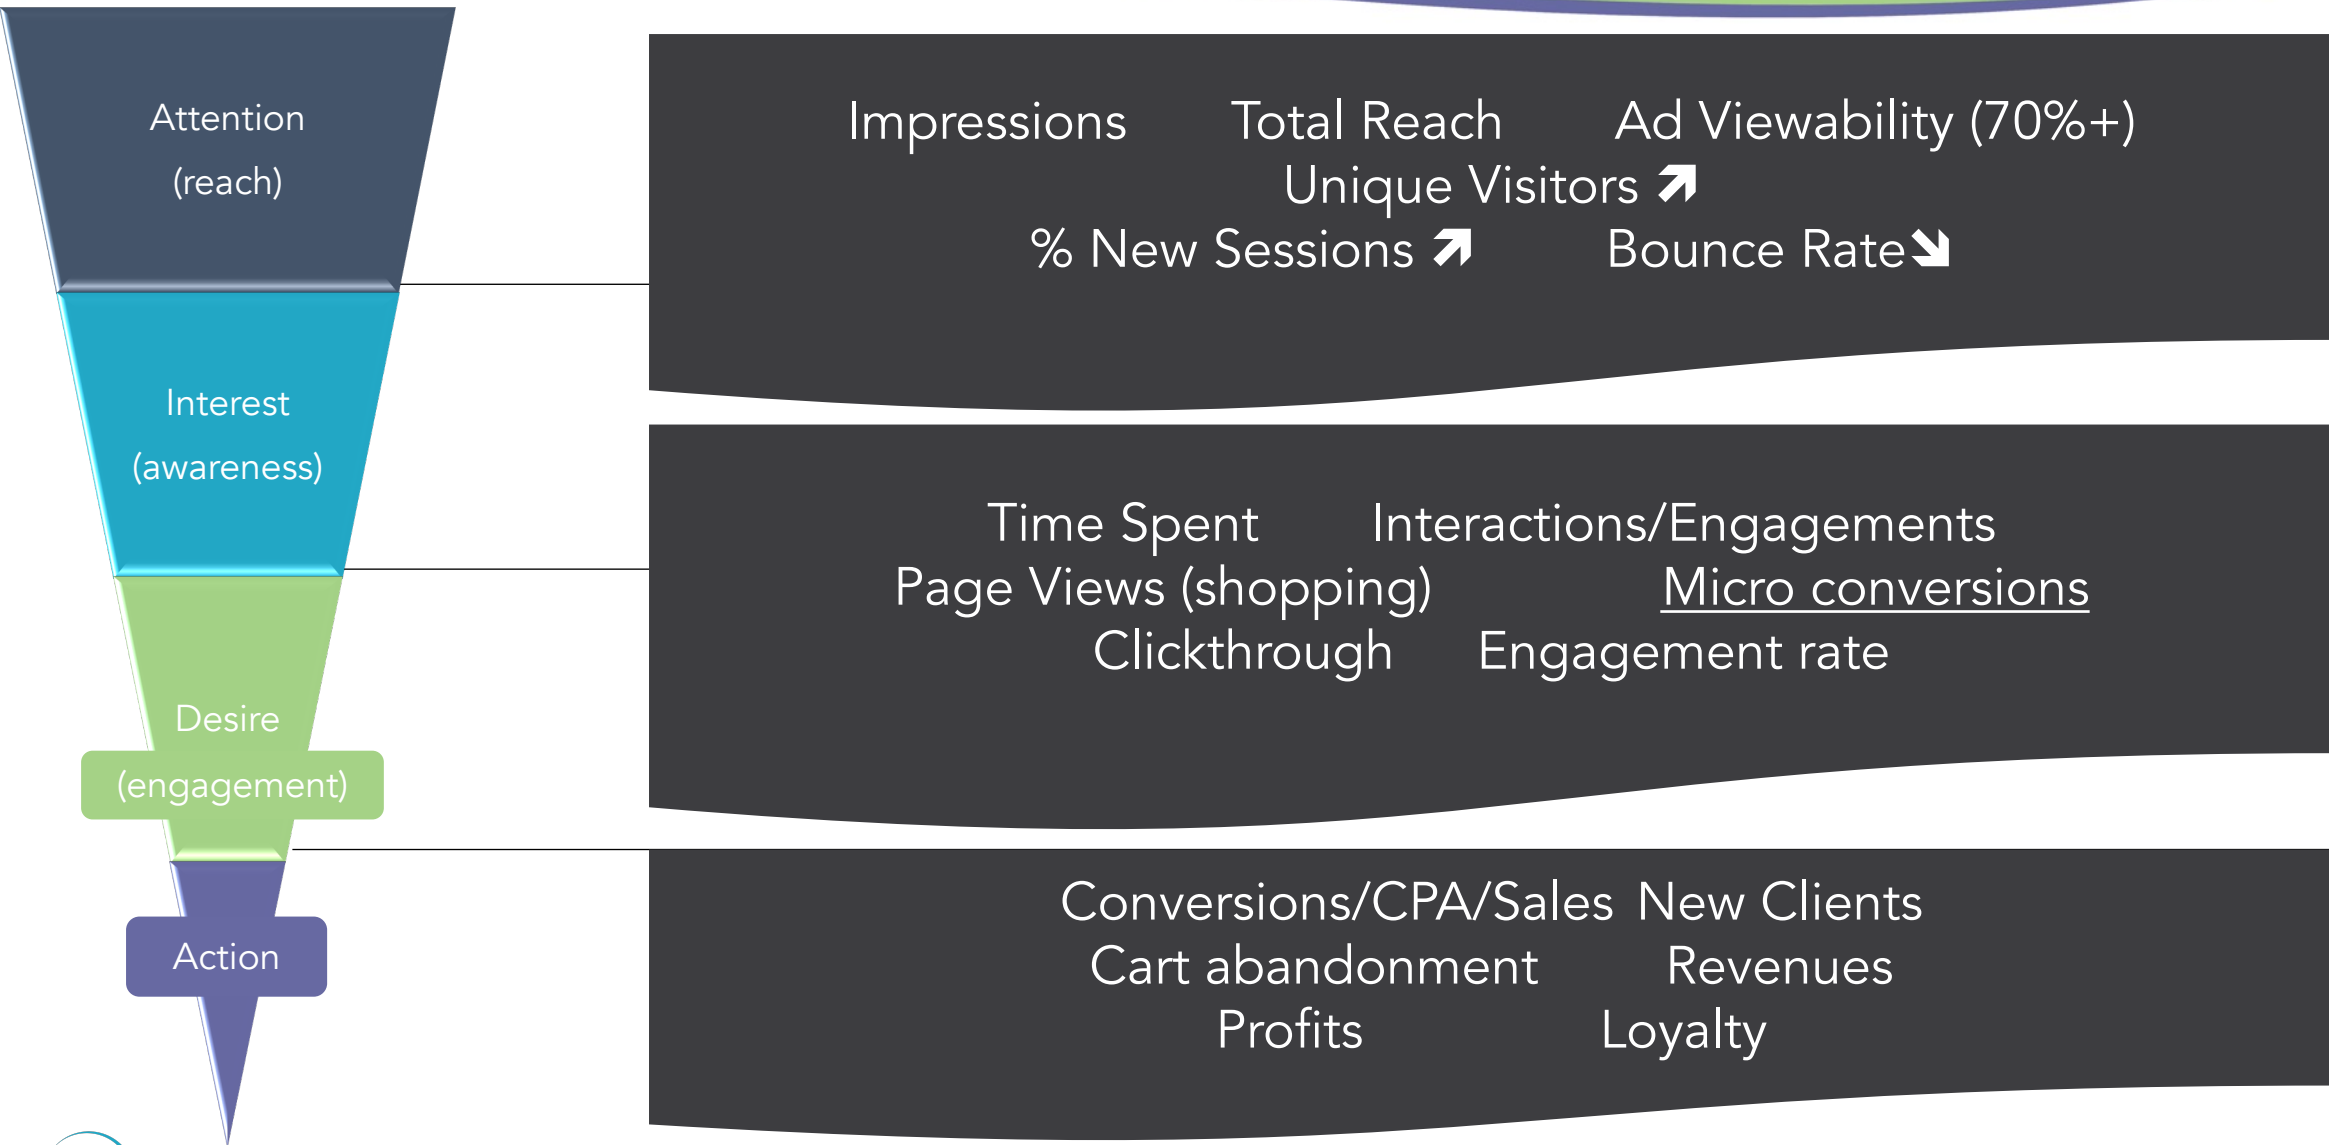 Attention
(reach)
Impressions Total Reach Ad Viewability (70%+)
Unique Visitors ↗
% New Sessions ↗ Bounce Rate↘
Interest
(awareness)
Time Spent Interactions/Engagements
Page Views (shopping) Micro conversions
Clickthrough Engagement rate
Desire
(engagement)
Conversions/CPA/Sales New Clients
Cart abandonment Revenues
Profits Loyalty
Action